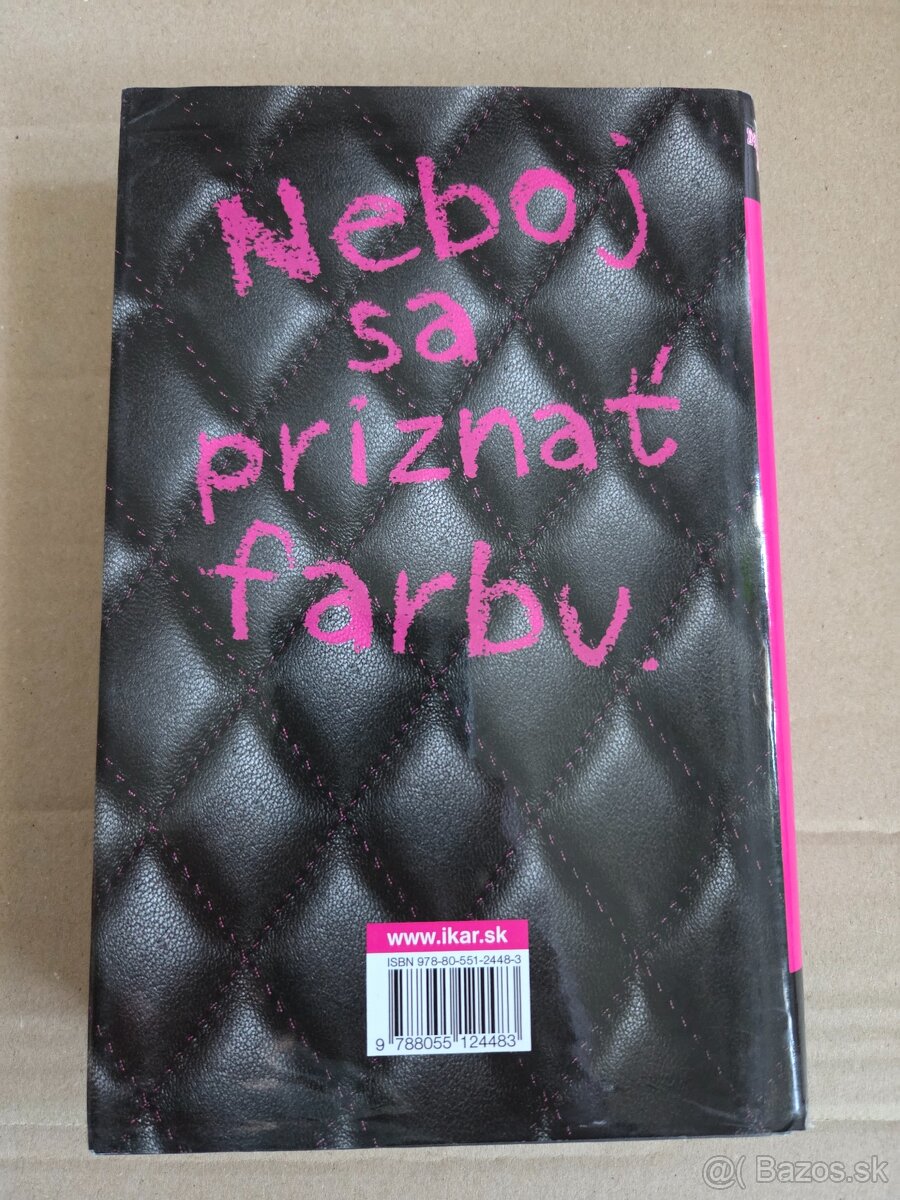 Neboj
sa
priznať
farbu.
www.ikar.sk
ISBN 978-80-551-2448-3
9 788055 124483
@( Bazos.sk